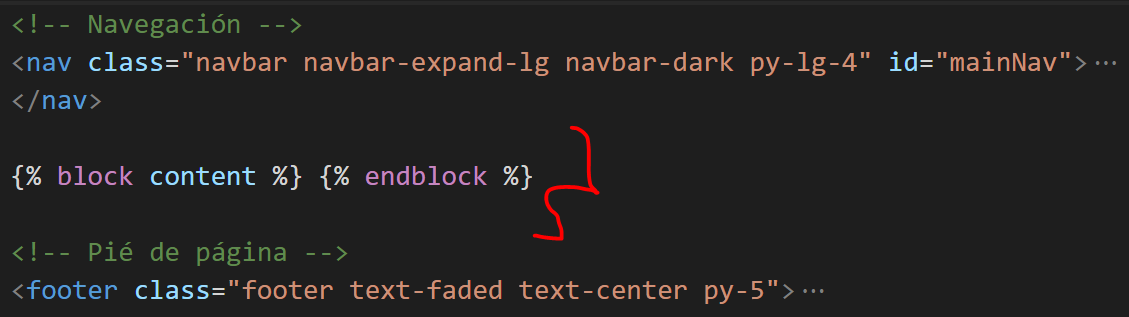 <!-- Navegación -->
<nav class="navbar navbar-expand-lg navbar-dark py-lg-4" id="mainNav">···
</nav>
{% block content %} {% endblock %}
<!-- Pié de página -->
<footer class="footer text-faded text-center py-5">···